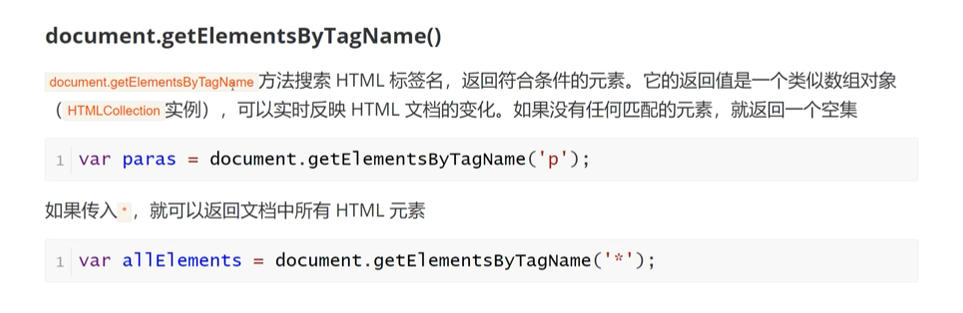 document.getElementsByTagName()
document.getElementsByTagName 方法搜索 HTML 标签名，返回符合条件的元素。它的返回值是一个类似数组对象
（ HTMLCollection 实例），可以实时反映 HTML 文档的变化。如果没有任何匹配的元素，就返回一个空集
1 var paras = document.getElementsByTagName('p');
如果传入 * ，就可以返回文档中所有 HTML 元素
1 var allElements = document.getElementsByTagName('*');